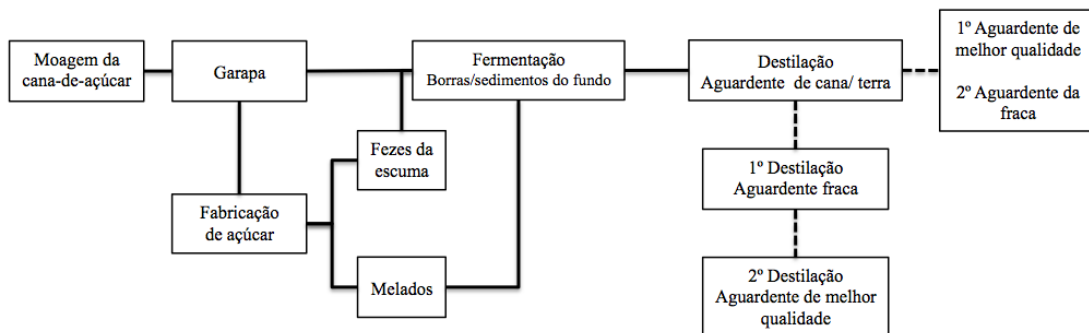 Moagem da
cana-de-açúcar
Garapa
Fermentação
Borras/sedimentos do fundo
Destilação
Aguardente de cana/ terra
1º Aguardente de
melhor qualidade
2º Aguardente da
fraca
Fezes da
escuma
1º Destilação
Aguardente fraca
Fabricação
de açúcar
Melados
2º Destilação
Aguardente de melhor
qualidade